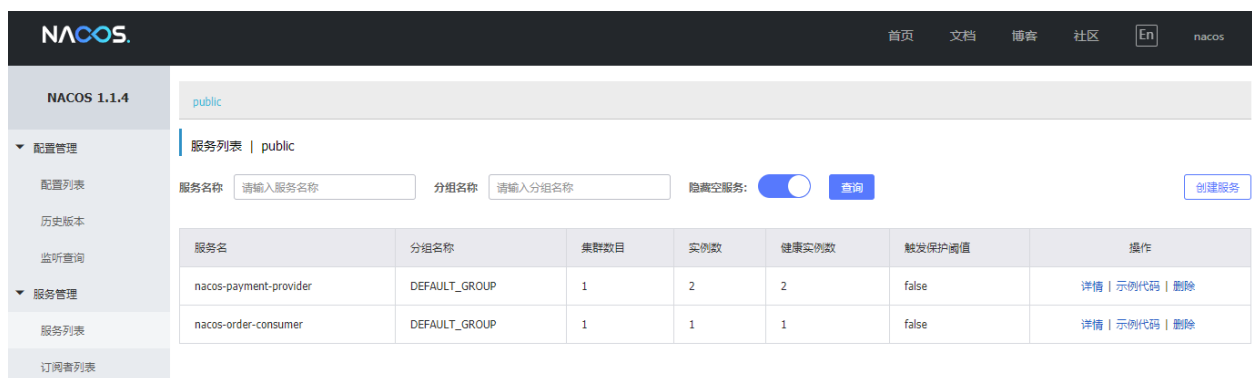 NACOS. 首页 文档 博客 社区 En nacos
NACOS 1.1.4
public
配置管理
服务列表 | public
配置列表
服务名称 请输入服务名称 分组名称 请输入分组名称 隐藏空服务: 查询 创建服务
历史版本
监听查询
服务名 分组名称 集群数目 实例数 健康实例数 触发保护阈值 操作
服务管理
nacos-payment-provider DEFAULT_GROUP 1 2 2 false 详情 | 示例代码 | 删除
服务列表
nacos-order-consumer DEFAULT_GROUP 1 1 1 false 详情 | 示例代码 | 删除
订阅者列表